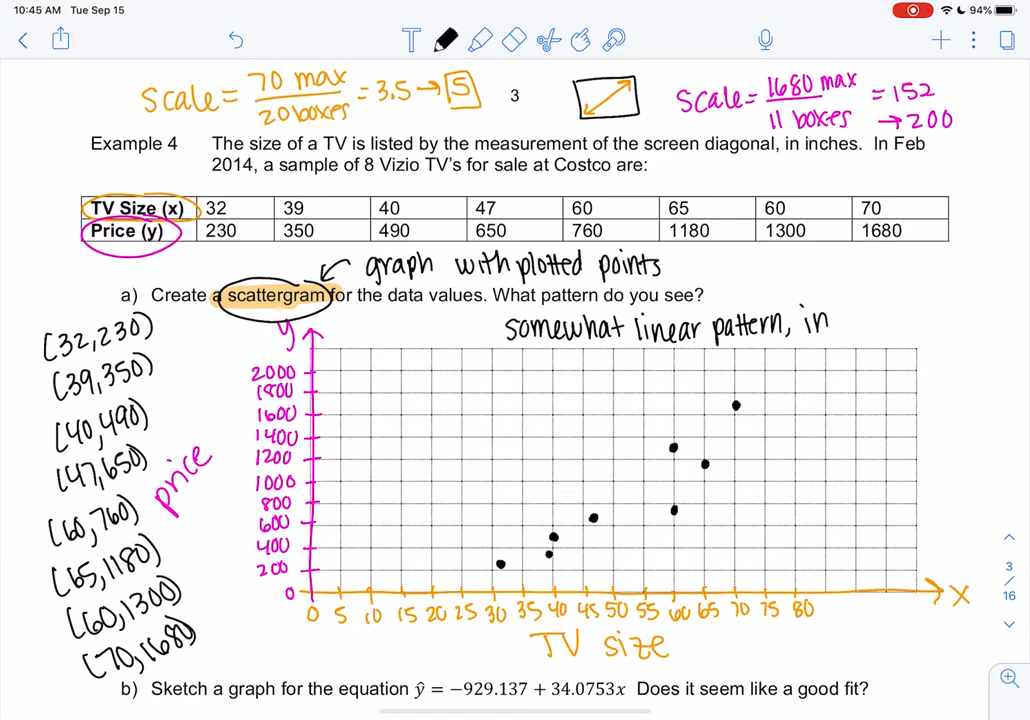 10:45 AM Tue Sep 15
94%
Scale = 70 max / 20 boxes = 3.5 → 5
3
Scale = 1680 max / 11 boxes = 152
→ 200
Example 4 The size of a TV is listed by the measurement of the screen diagonal, in inches. In Feb
2014, a sample of 8 Vizio TV's for sale at Costco are:
TV Size (x) 32 39 40 47 60 65 60 70
Price (y) 230 350 490 650 760 1180 1300 1680
graph with plotted points
a) Create a scattergram for the data values. What pattern do you see?
somewhat linear pattern, in
(32,230)
(39,350)
(40,490)
(47,650)
(60,760)
(65,1180)
(60,1300)
(70,1680)
price
y
2000
1800
1600
1400
1200
1000
800
600
400
200
0
0 5 10 15 20 25 30 35 40 45 50 55 60 65 70 75 80
x
TV size
b) Sketch a graph for the equation ŷ = −929.137 + 34.0753x Does it seem like a good fit?
3
/
16